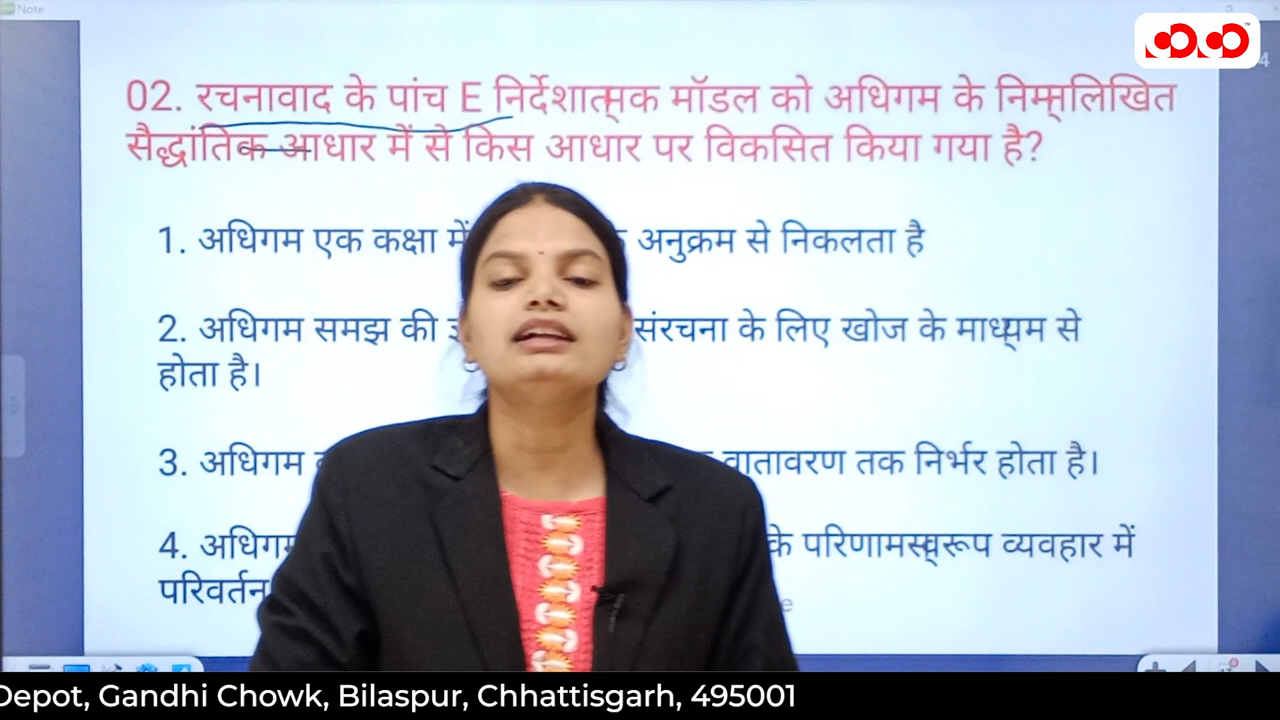 Note
02. रचनावाद के पांच E निर्देशात्मक मॉडल को अधिगम के निम्नलिखित
सैद्धांतिक आधार में से किस आधार पर विकसित किया गया है?
1. अधिगम एक कक्षा में अनुक्रम से निकलता है
2. अधिगम समझ की संरचना के लिए खोज के माध्यम से
होता है।
3. अधिगम वातावरण तक निर्भर होता है।
4. अधिगम के परिणामस्वरूप व्यवहार में
परिवर्तन
Depot, Gandhi Chowk, Bilaspur, Chhattisgarh, 495001